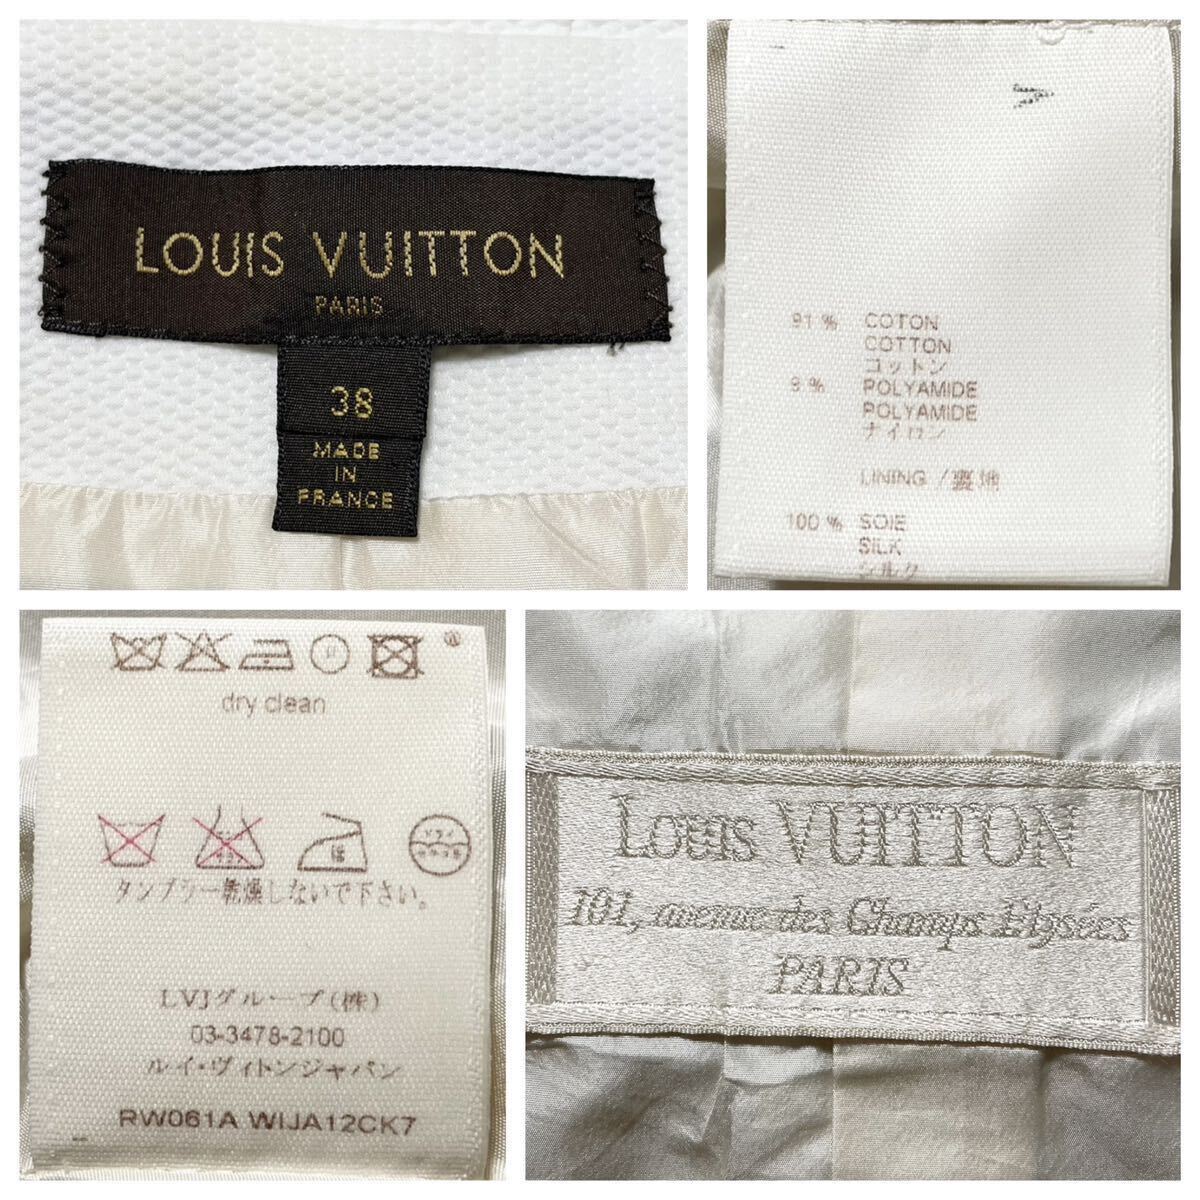 LOUIS VUITTON
PARIS
38
MADE
IN
FRANCE
91 % COTON
COTTON
コットン
9 % POLYAMIDE
POLYAMIDE
ナイロン
LINING / 裏地
100 % SOIE
SILK
シルク
dry clean
タンブラー乾燥しないで下さい。
LVJグループ(株)
03-3478-2100
ルイ・ヴィトンジャパン
RW061A WIJA12CK7
Louis VUITTON
101, avenue des Champs Elysées
PARIS